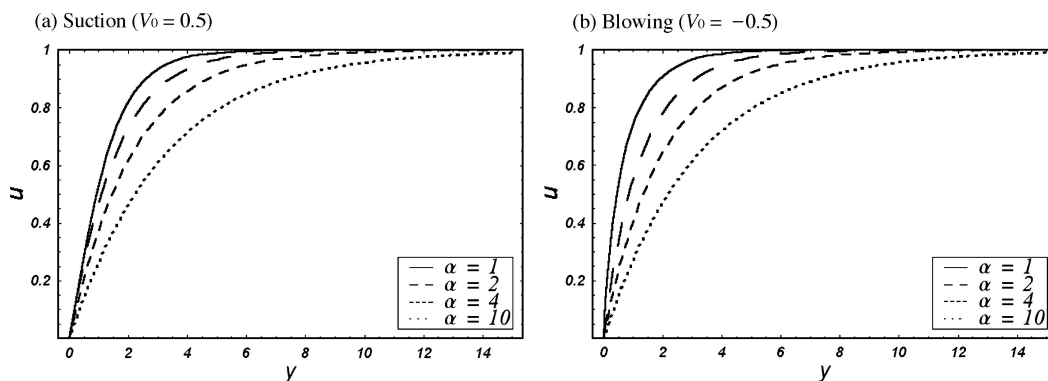 (a) Suction (V₀ = 0.5)
1
0.8
0.6
0.4
0.2
u
0 2 4 6 8 10 12 14
y
α = 1
α = 2
α = 4
α = 10
(b) Blowing (V₀ = −0.5)
1
0.8
0.6
0.4
0.2
u
0 2 4 6 8 10 12 14
y
α = 1
α = 2
α = 4
α = 10